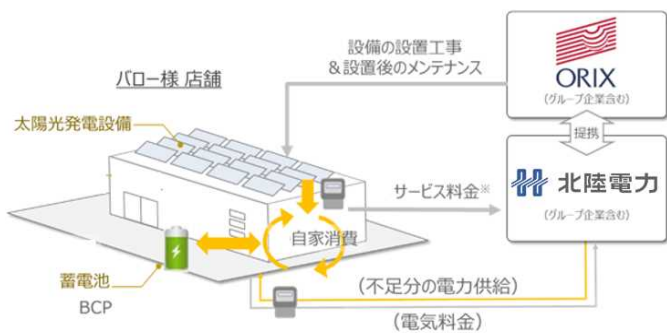 設備の設置工事
＆設置後のメンテナンス
ORIX
(グループ企業含む)
バロー様 店舗
太陽光発電設備
提携
北陸電力
(グループ企業含む)
サービス料金※
自家消費
蓄電池
BCP
(不足分の電力供給)
(電気料金)